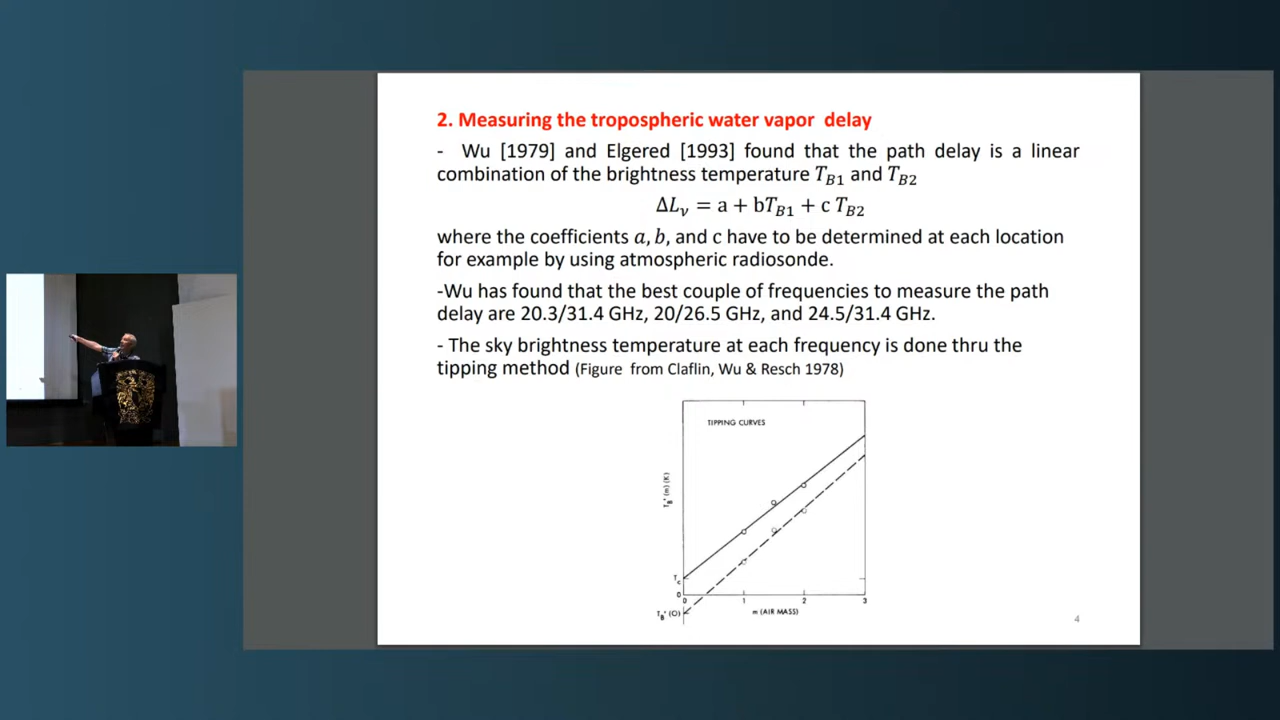 2. Measuring the tropospheric water vapor delay
- Wu [1979] and Elgered [1993] found that the path delay is a linear
combination of the brightness temperature T_B1 and T_B2
ΔL_v = a + bT_B1 + c T_B2
where the coefficients a, b, and c have to be determined at each location
for example by using atmospheric radiosonde.
-Wu has found that the best couple of frequencies to measure the path
delay are 20.3/31.4 GHz, 20/26.5 GHz, and 24.5/31.4 GHz.
- The sky brightness temperature at each frequency is done thru the
tipping method (Figure from Claflin, Wu & Resch 1978)
TIPPING CURVES
T_B'(m) (K)
T_c
0
T_B'(O)
0 1 2 3
m (AIR MASS)
4